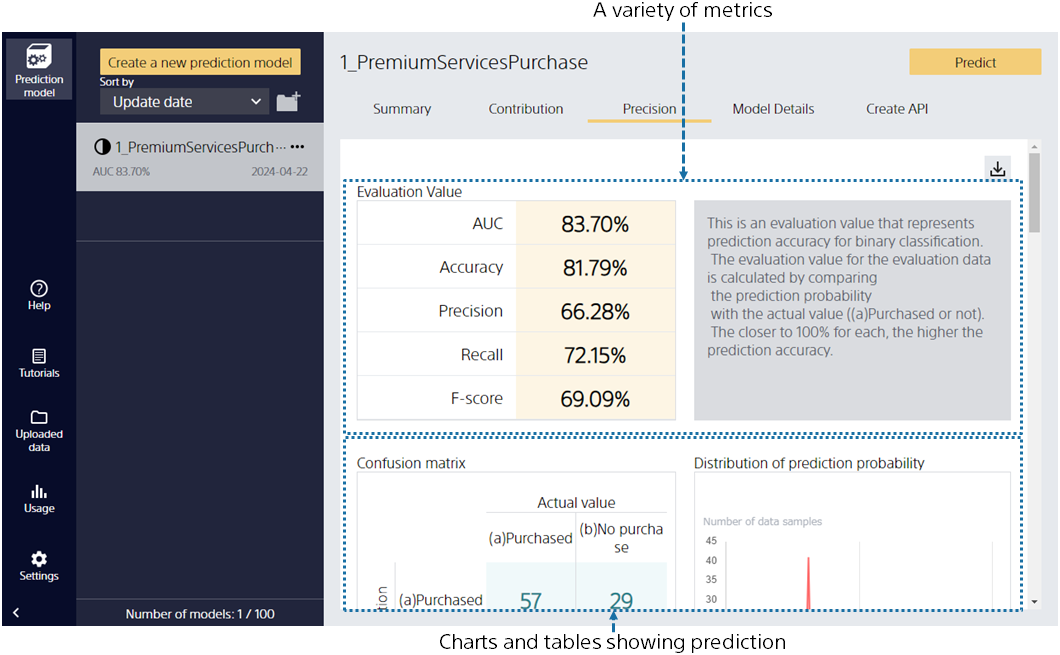 A variety of metrics
Prediction
model
Create a new prediction model
Sort by
Update date
1_PremiumServicesPurch ··· •••
AUC 83.70%
2024-04-22
Help
Tutorials
Uploaded
data
Usage
Settings
Number of models: 1 / 100
1_PremiumServicesPurchase
Predict
Summary
Contribution
Precision
Model Details
Create API
Evaluation Value
AUC 83.70%
Accuracy 81.79%
Precision 66.28%
Recall 72.15%
F-score 69.09%
This is an evaluation value that represents
prediction accuracy for binary classification.
The evaluation value for the evaluation data
is calculated by comparing
the prediction probability
with the actual value ((a)Purchased or not).
The closer to 100% for each, the higher the
prediction accuracy.
Confusion matrix
Actual value
(a)Purchased
(b)No purcha
se
tion
(a)Purchased 57 29
Distribution of prediction probability
Number of data samples
45
40
35
30
Charts and tables showing prediction